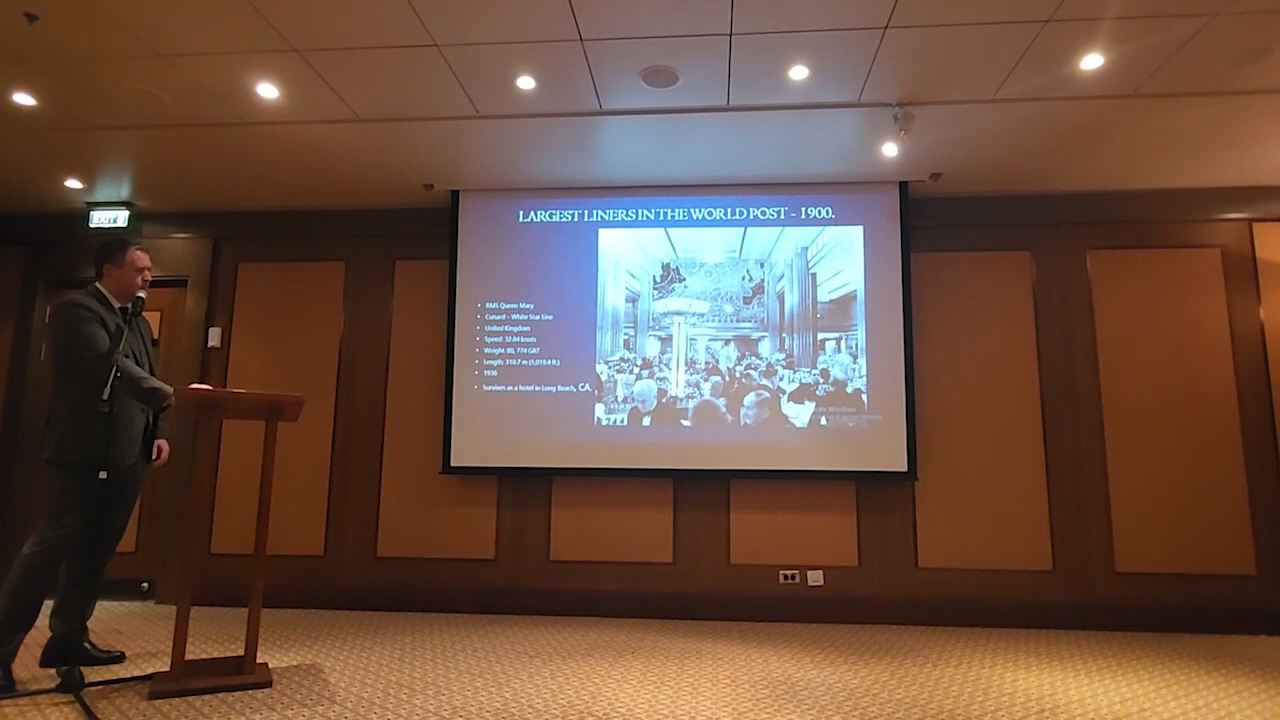 EXIT
LARGEST LINERS IN THE WORLD POST - 1900.
• RMS Queen Mary
• Cunard – White Star Line
• United Kingdom
• Speed: 32.84 knots
• Weight: 80, 774 GRT
• Length: 310.7 m (1,019.4 ft.)
• 1936
• Survives as a hotel in Long Beach, CA.
Windows